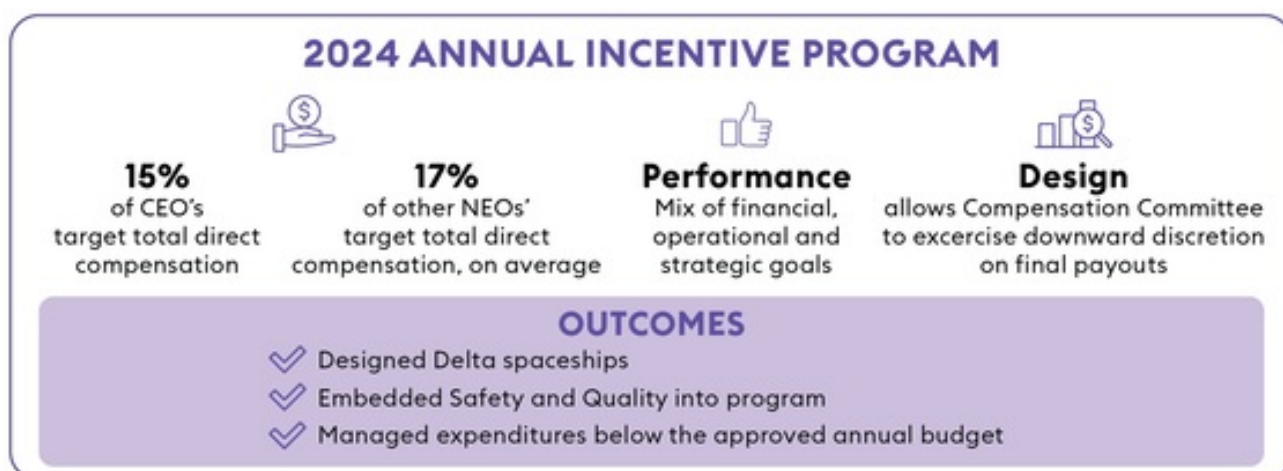 2024 ANNUAL INCENTIVE PROGRAM
15%
of CEO's
target total direct
compensation
17%
of other NEOs'
target total direct
compensation, on average
Performance
Mix of financial,
operational and
strategic goals
Design
allows Compensation Committee
to excercise downward discretion
on final payouts
OUTCOMES
Designed Delta spaceships
Embedded Safety and Quality into program
Managed expenditures below the approved annual budget